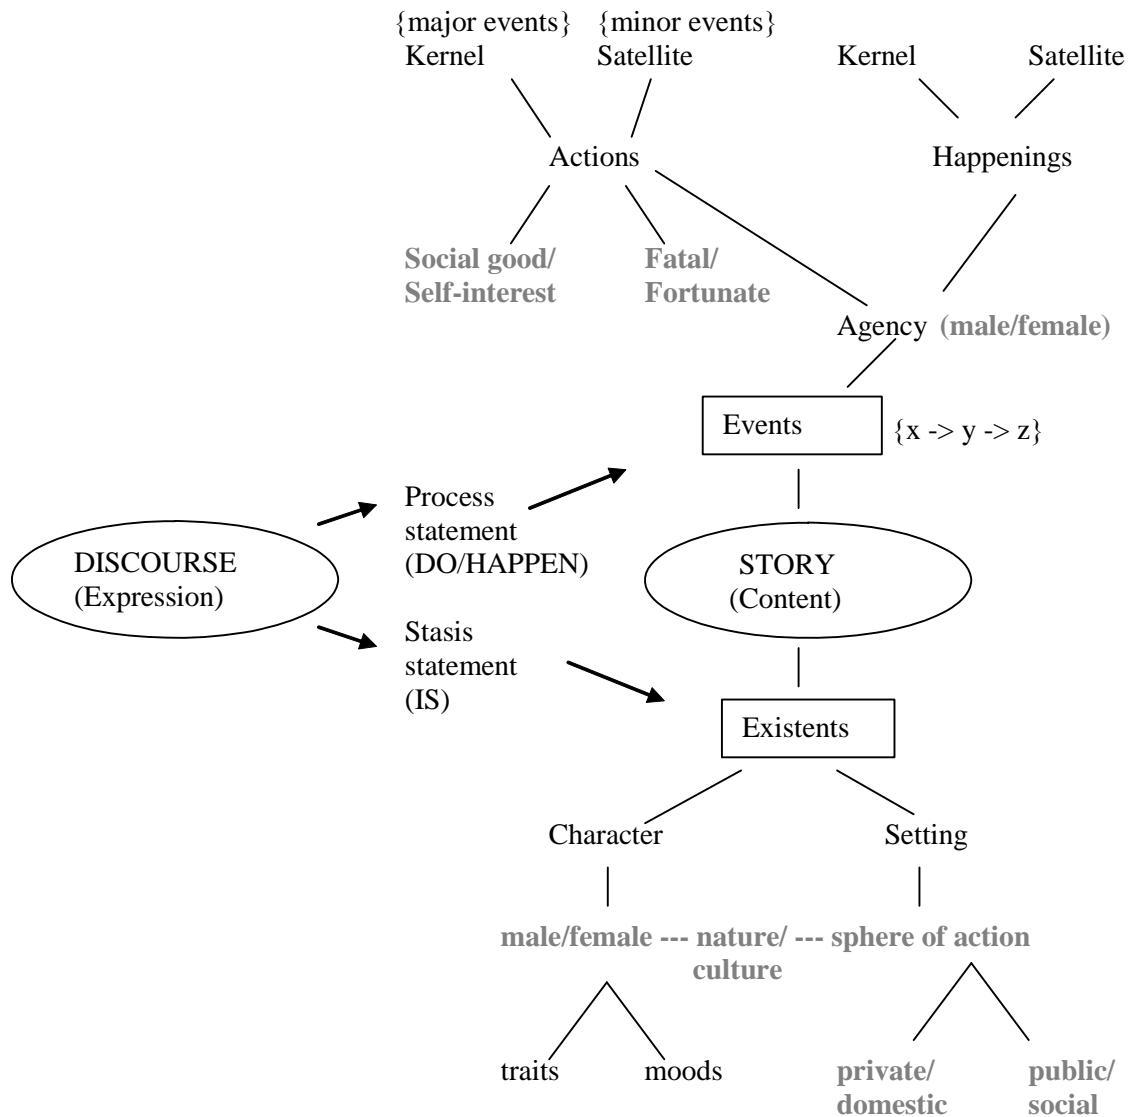 {major events} {minor events}
Kernel Satellite Kernel Satellite
Actions Happenings
Social good/ Fatal/
Self-interest Fortunate
Agency (male/female)
Events {x -> y -> z}
Process
statement
(DO/HAPPEN)
DISCOURSE
(Expression)
STORY
(Content)
Stasis
statement
(IS)
Existents
Character Setting
male/female --- nature/ --- sphere of action
culture
traits moods private/ public/
domestic social